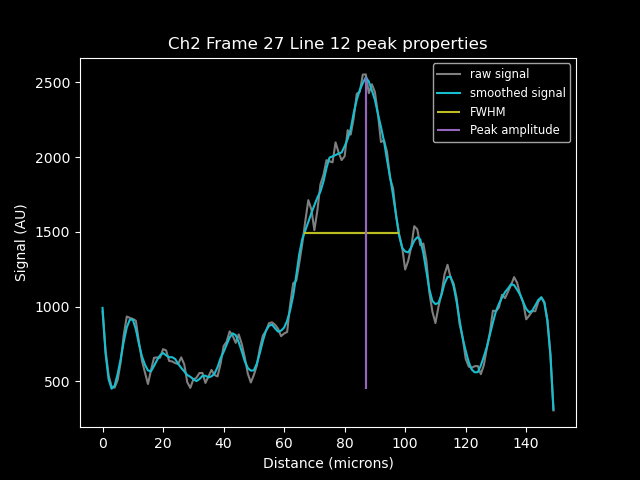 Ch2 Frame 27 Line 12 peak properties
raw signal
smoothed signal
FWHM
Peak amplitude
Signal (AU)
2500
2000
1500
1000
500
0 20 40 60 80 100 120 140
Distance (microns)